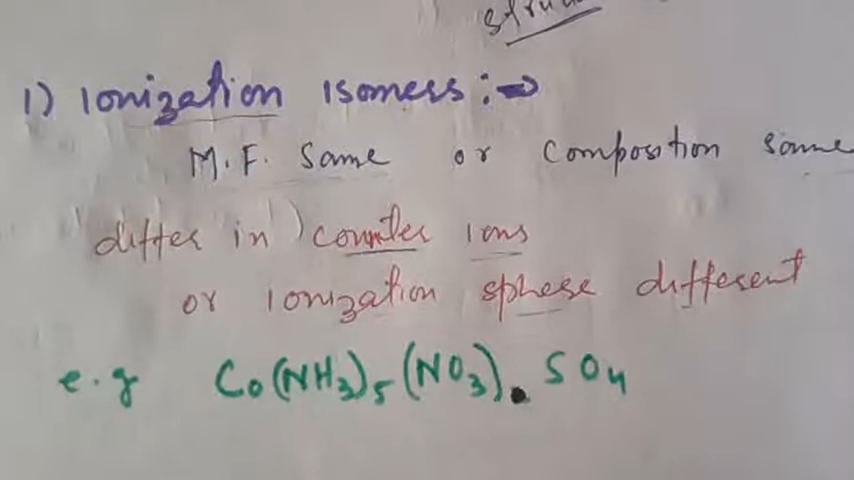 struc
1) Ionization Isomers :⇒
M.F. Same or Composition same
differ in) counter ions
or ionization sphere different
e.g Co(NH3)5(NO3). SO4